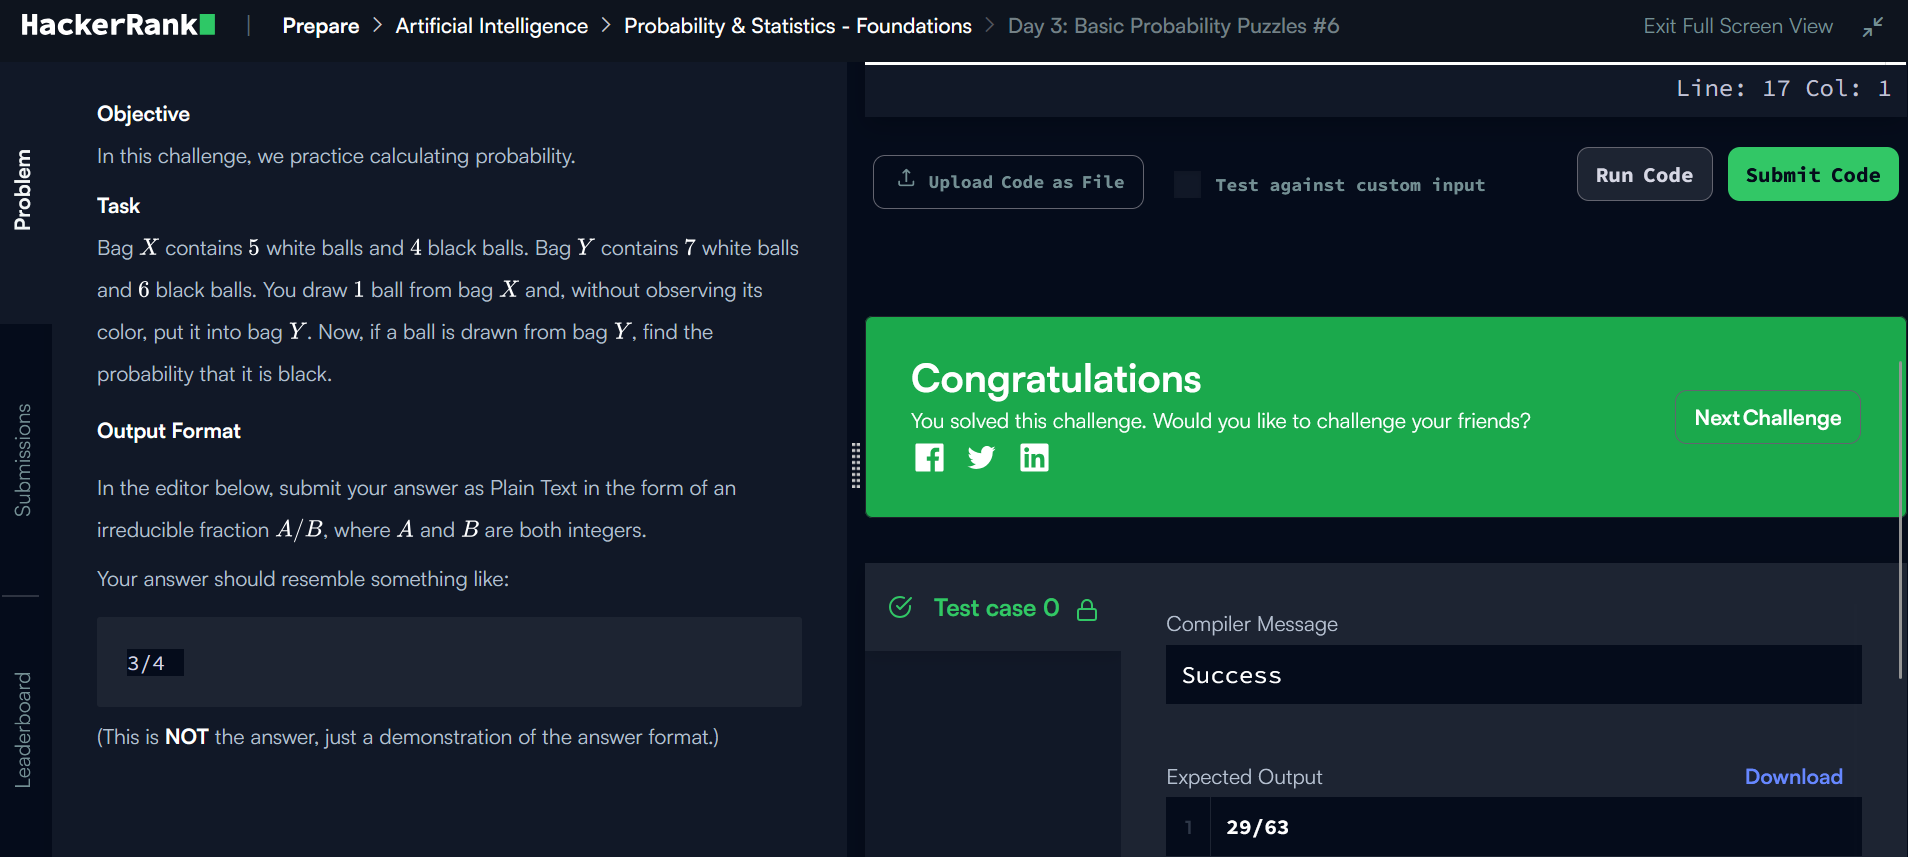 HackerRank | Prepare > Artificial Intelligence > Probability & Statistics - Foundations > Day 3: Basic Probability Puzzles #6 Exit Full Screen View
Problem
Submissions
Leaderboard
Objective
In this challenge, we practice calculating probability.
Task
Bag X contains 5 white balls and 4 black balls. Bag Y contains 7 white balls
and 6 black balls. You draw 1 ball from bag X and, without observing its
color, put it into bag Y. Now, if a ball is drawn from bag Y, find the
probability that it is black.
Output Format
In the editor below, submit your answer as Plain Text in the form of an
irreducible fraction A/B, where A and B are both integers.
Your answer should resemble something like:
3/4
(This is NOT the answer, just a demonstration of the answer format.)
Line: 17 Col: 1
Upload Code as File Test against custom input Run Code Submit Code
Congratulations
You solved this challenge. Would you like to challenge your friends?
Next Challenge
Test case 0
Compiler Message
Success
Expected Output Download
1 29/63